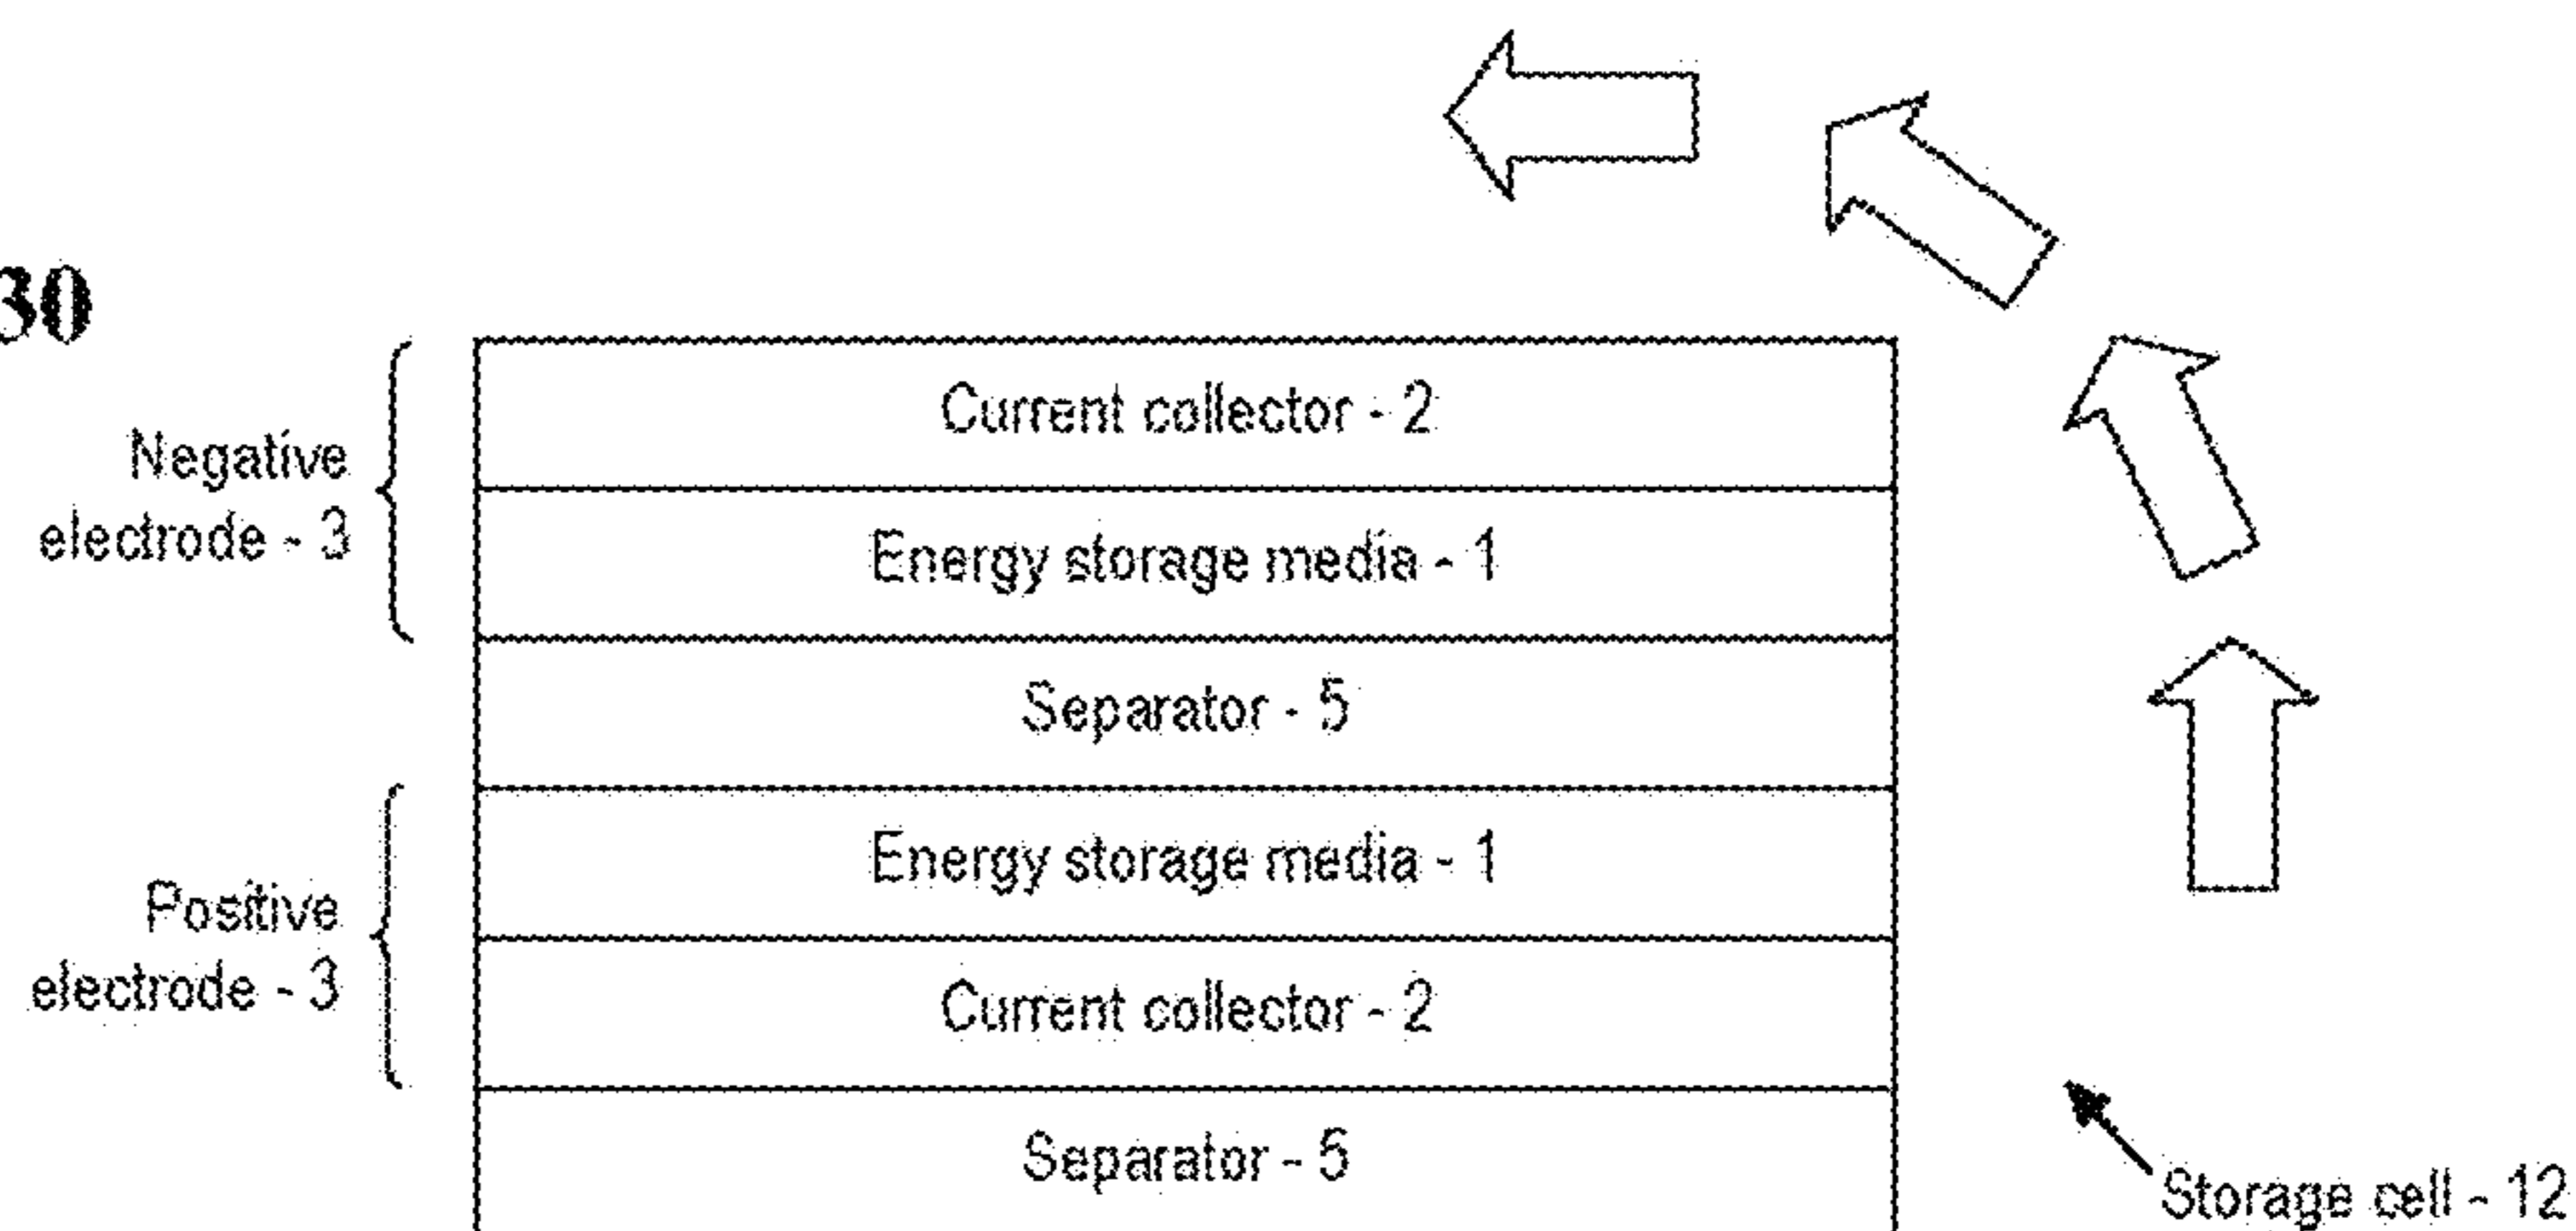 30
Negative
electrode - 3
Current collector - 2
Energy storage media - 1
Separator - 5
Positive
electrode - 3
Energy storage media - 1
Current collector - 2
Separator - 5
Storage cell - 12